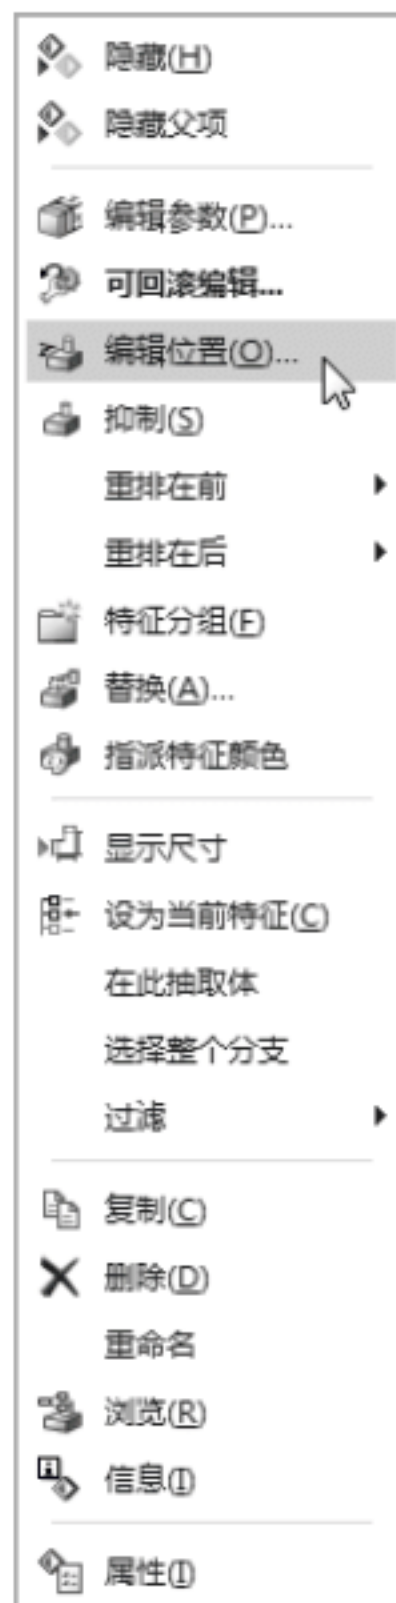 隐藏(H)
隐藏父项
编辑参数(P)...
可回滚编辑...
编辑位置(O)...
抑制(S)
重排在前
重排在后
特征分组(F)
替换(A)...
指派特征颜色
显示尺寸
设为当前特征(C)
在此抽取体
选择整个分支
过滤
复制(C)
删除(D)
重命名
浏览(R)
信息(I)
属性(I)